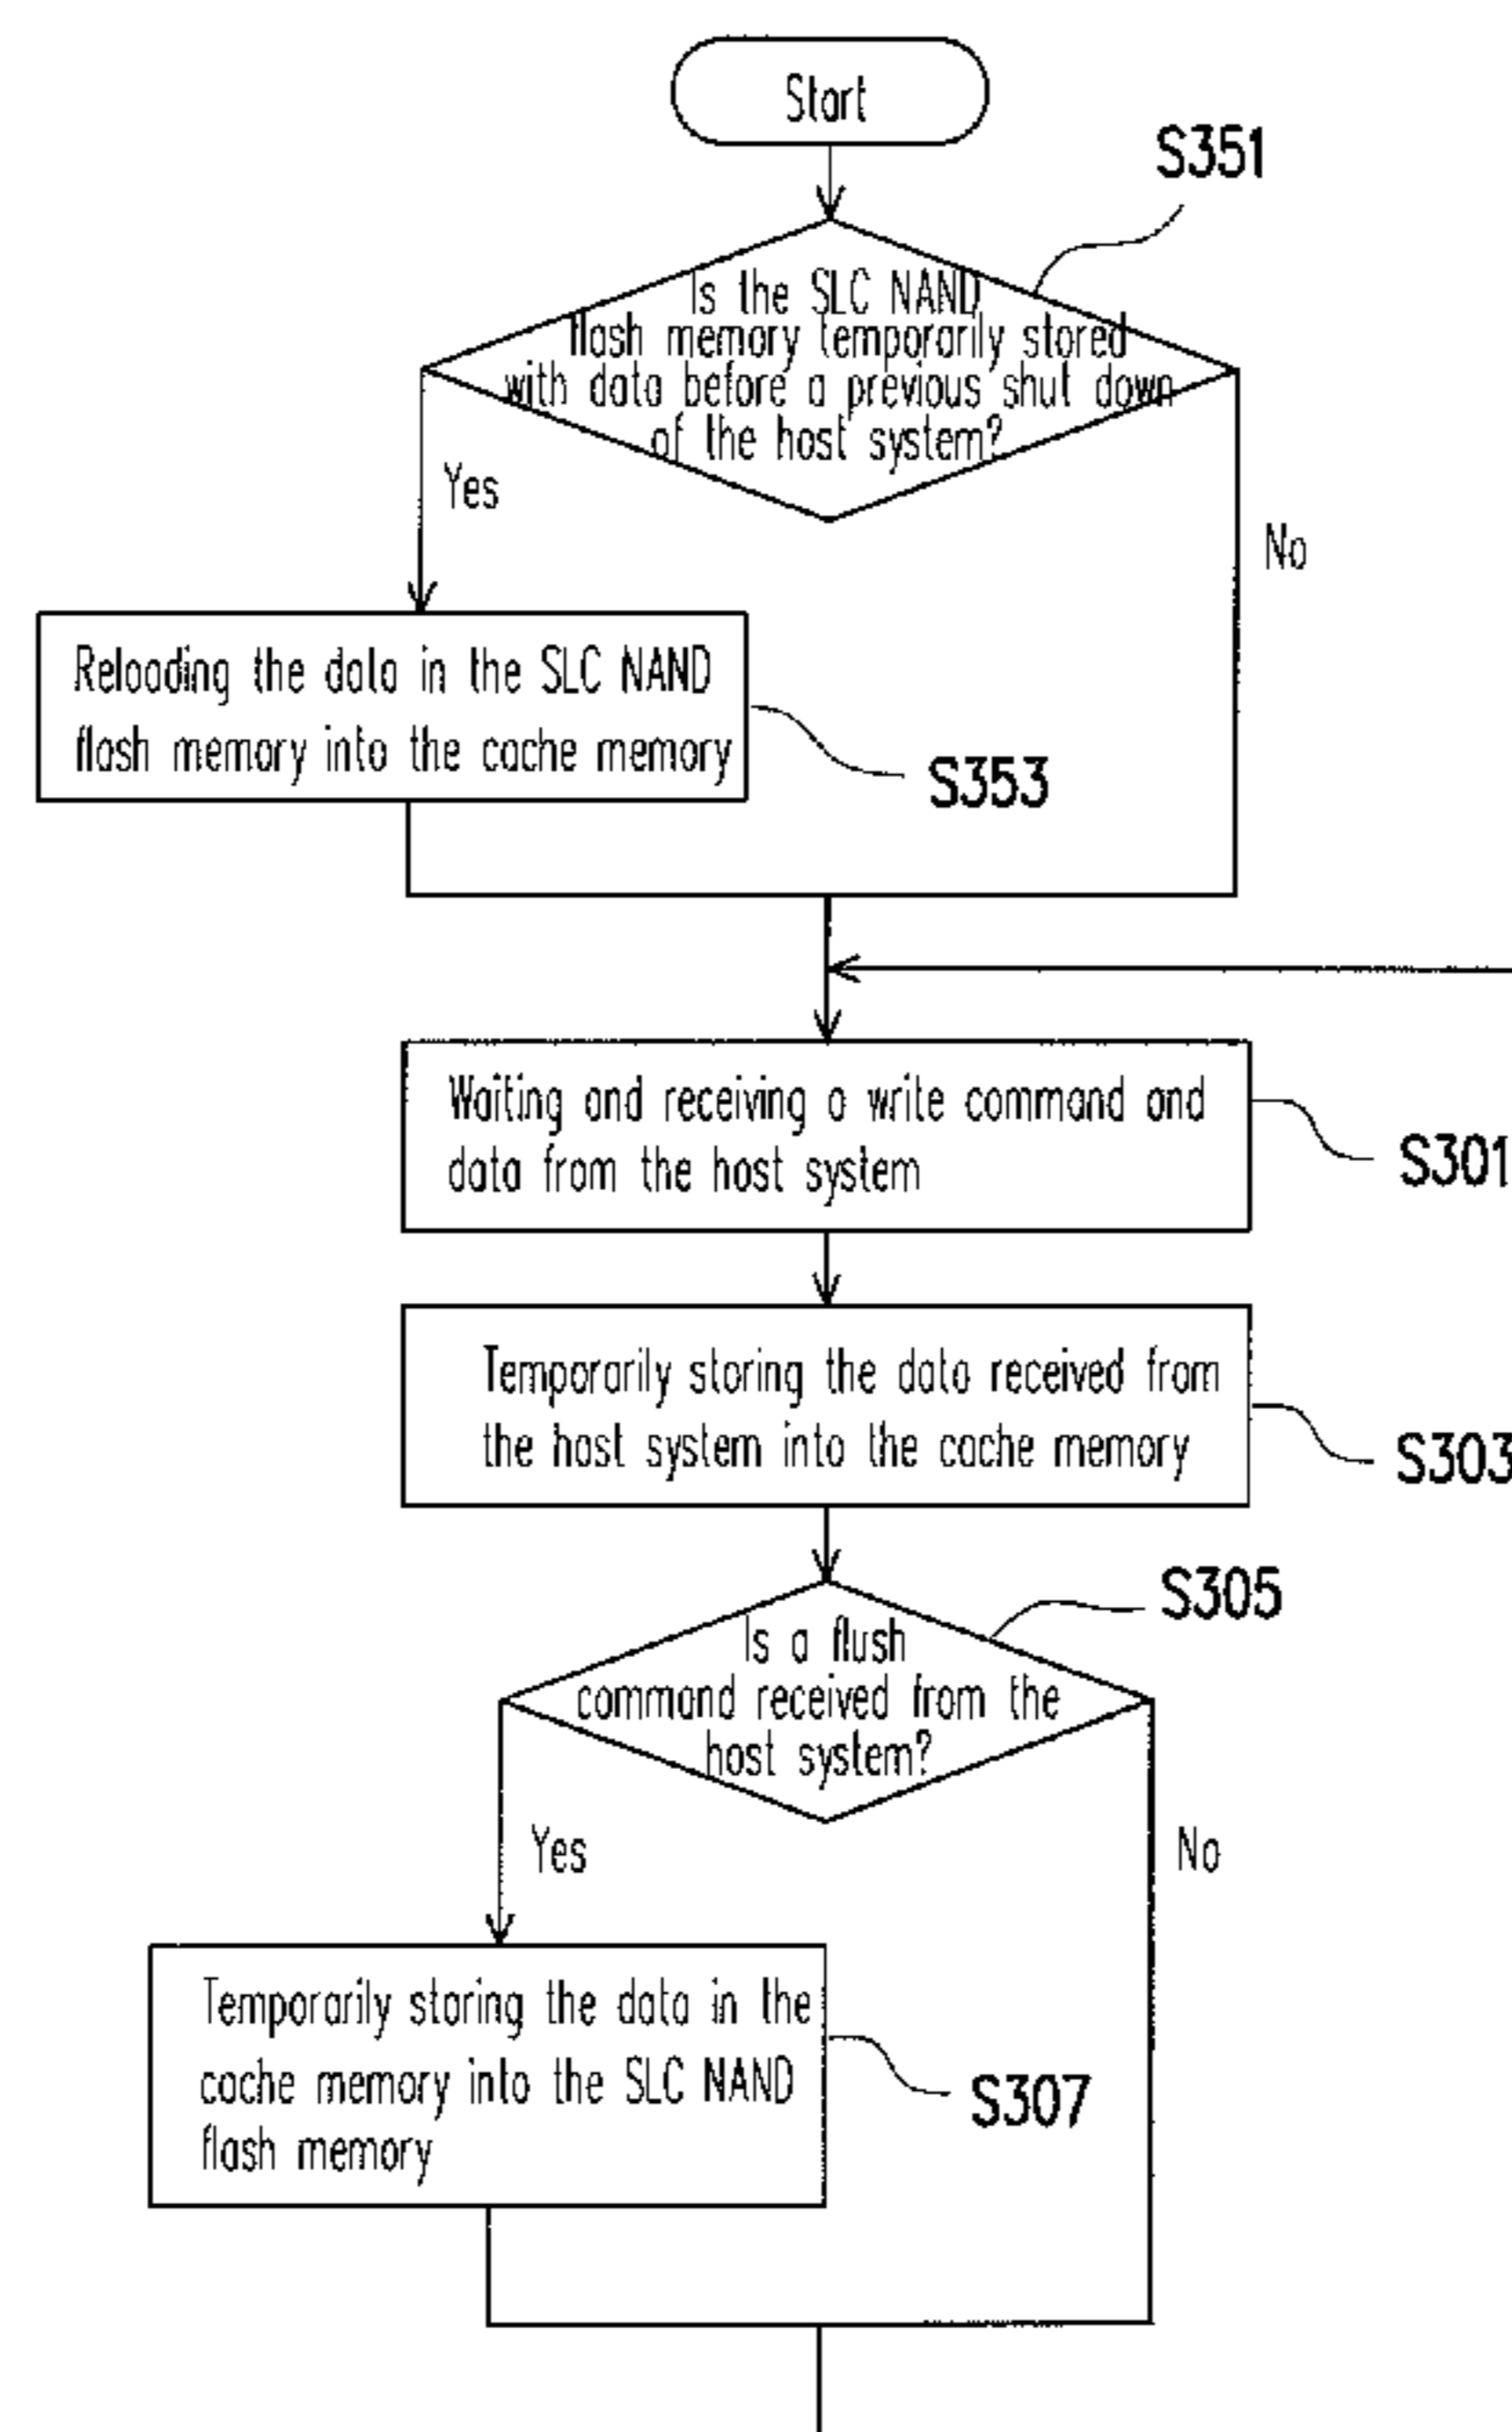 Start
S351
Is the SLC NAND
flash memory temporarily stored
with data before a previous shut down
of the host system?
Yes
No
Reloading the data in the SLC NAND
flash memory into the cache memory
S353
Waiting and receiving a write command and
data from the host system
S301
Temporarily storing the data received from
the host system into the cache memory
S303
S305
Is a flush
command received from the
host system?
Yes
No
Temporarily storing the data in the
cache memory into the SLC NAND
flash memory
S307